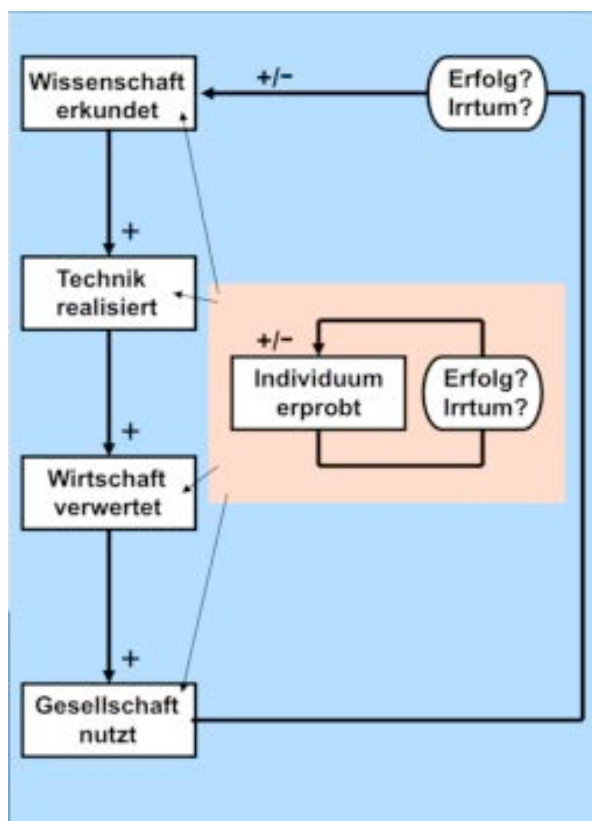 Wissenschaft
erkundet
+/−
Erfolg?
Irrtum?
+
Technik
realisiert
+/−
Individuum
erprobt
Erfolg?
Irrtum?
+
Wirtschaft
verwertet
+
Gesellschaft
nutzt